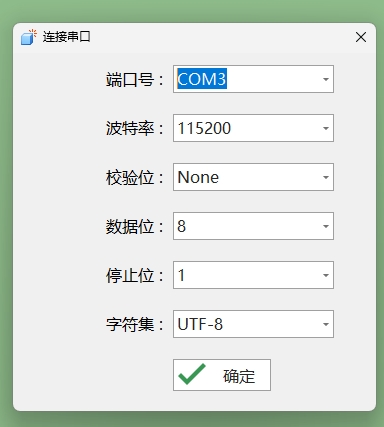 连接串口
端口号： COM3
波特率： 115200
校验位： None
数据位： 8
停止位： 1
字符集： UTF-8
确定